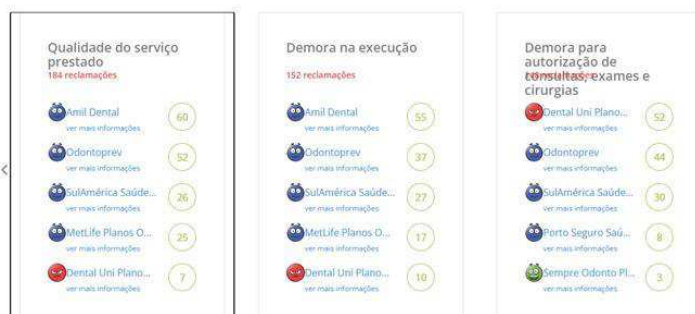 Qualidade do serviço
prestado
184 reclamações
Amil Dental
60
ver mais informações
Odontoprev
52
ver mais informações
SulAmérica Saúde...
26
ver mais informações
MetLife Planos O...
25
ver mais informações
Dental Uni Plano...
7
ver mais informações
Demora na execução
152 reclamações
Amil Dental
55
ver mais informações
Odontoprev
37
ver mais informações
SulAmérica Saúde...
27
ver mais informações
MetLife Planos O...
17
ver mais informações
Dental Uni Plano...
10
ver mais informações
Demora para
autorização de
consultas, exames e
cirurgias
Dental Uni Plano...
52
ver mais informações
Odontoprev
44
ver mais informações
SulAmérica Saúde...
30
ver mais informações
Porto Seguro Saú...
8
ver mais informações
Sempre Odonto Pl...
3
ver mais informações